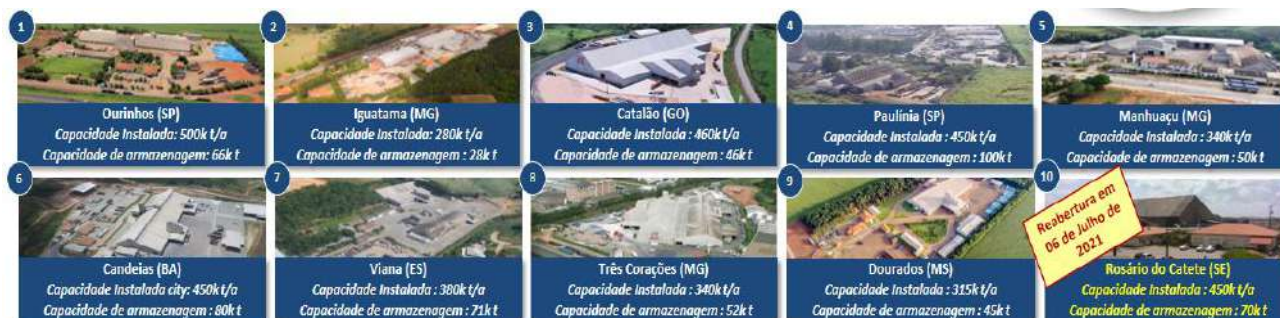 1
Ourinhos (SP)
Capacidade Instalada: 500k t/a
Capacidade de armazenagem : 66k t
2
Iguatama (MG)
Capacidade Instalada: 280k t/a
Capacidade de armazenagem : 28k t
3
Catalão (GO)
Capacidade Instalada : 460k t/a
Capacidade de armazenagem : 46k t
4
Paulínia (SP)
Capacidade Instalada : 450k t/a
Capacidade de armazenagem : 100k t
5
Manhuaçu (MG)
Capacidade Instalada : 340k t/a
Capacidade de armazenagem : 50k t
6
Candeias (BA)
Capacidade Instalada city: 450k t/a
Capacidade de armazenagem : 80k t
7
Viana (ES)
Capacidade Instalada : 380k t/a
Capacidade de armazenagem : 71k t
8
Três Corações (MG)
Capacidade Instalada : 340k t/a
Capacidade de armazenagem : 52k t
9
Dourados (MS)
Capacidade Instalada : 315k t/a
Capacidade de armazenagem : 45k t
10
Reabertura em
06 de Julho de
2021
Rosário do Catete (SE)
Capacidade Instalada : 450k t/a
Capacidade de armazenagem : 70k t